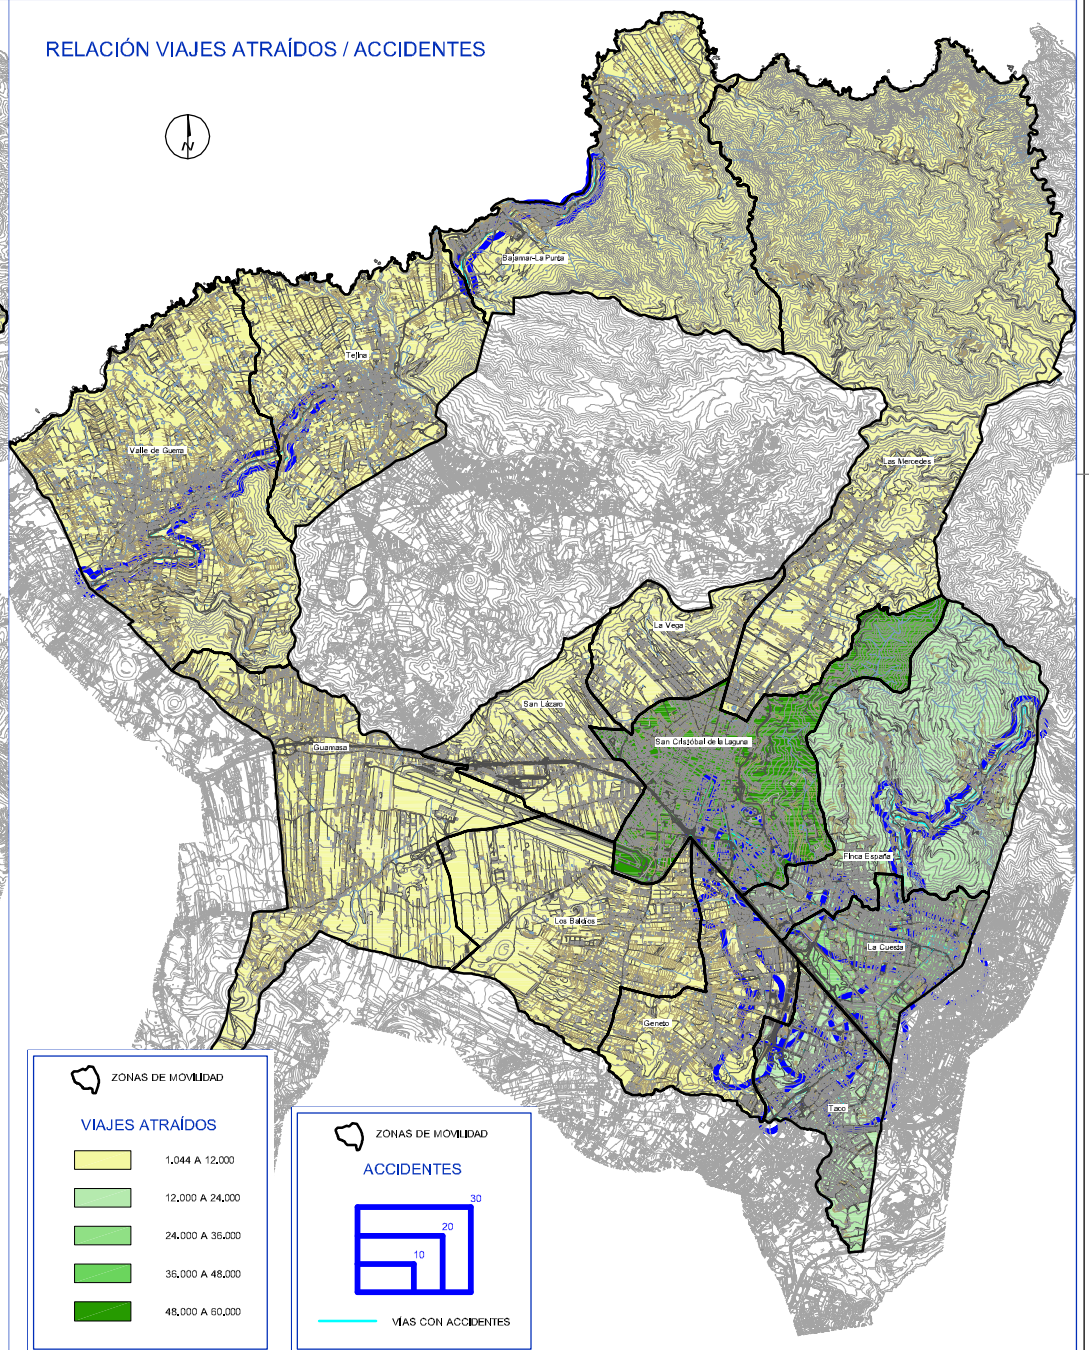 RELACIÓN VIAJES ATRAÍDOS / ACCIDENTES
N
Bajamar-La Punta
Tejina
Valle de Guerra
Las Mercedes
La Vega
San Lázaro
San Cristóbal de la Laguna
Guamasa
Finca España
Los Baldíos
La Cuesta
Geneto
Taco
ZONAS DE MOVILIDAD
VIAJES ATRAÍDOS
1.044 A 12.000
12.000 A 24.000
24.000 A 36.000
36.000 A 48.000
48.000 A 60.000
ZONAS DE MOVILIDAD
ACCIDENTES
30
20
10
VÍAS CON ACCIDENTES